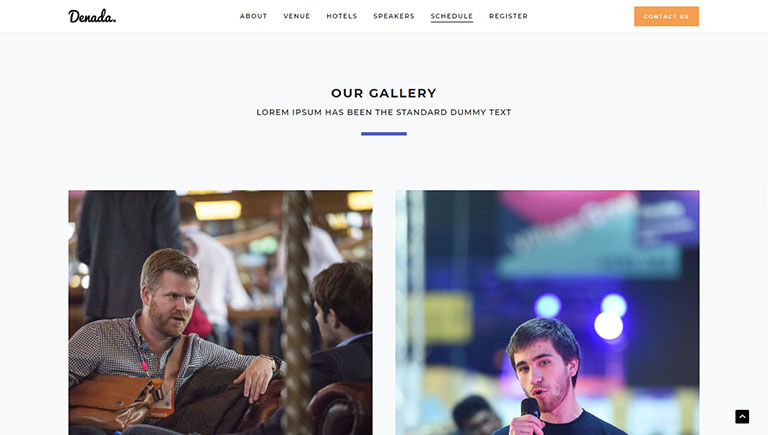 Denada.
ABOUT VENUE HOTELS SPEAKERS SCHEDULE REGISTER
CONTACT US
OUR GALLERY
LOREM IPSUM HAS BEEN THE STANDARD DUMMY TEXT